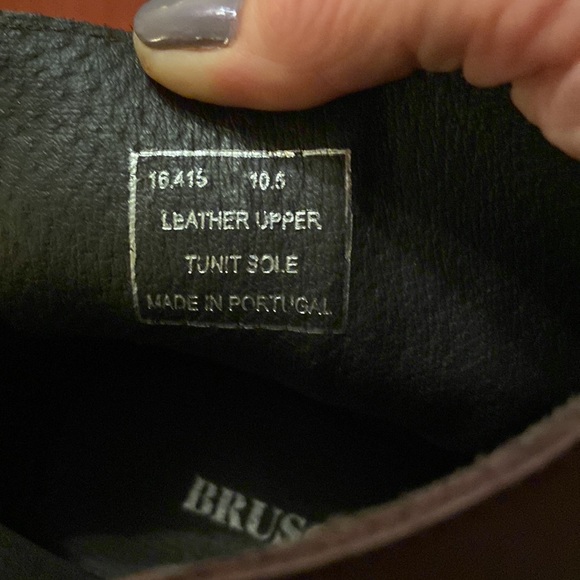 16.415 10.5
LEATHER UPPER
TUNIT SOLE
MADE IN PORTUGAL